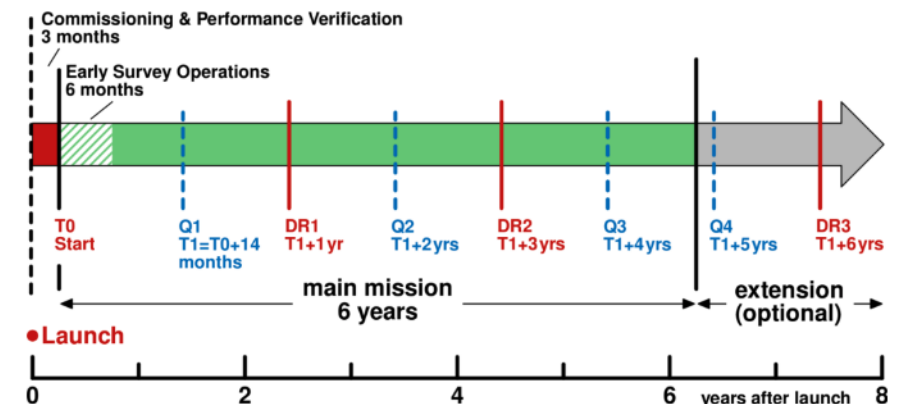 Commissioning & Performance Verification
3 months
Early Survey Operations
6 months
T0
Start
Q1
T1=T0+14
months
DR1
T1+1yr
Q2
T1+2yrs
DR2
T1+3yrs
Q3
T1+4yrs
Q4
T1+5yrs
DR3
T1+6yrs
main mission
6 years
extension
(optional)
Launch
0
2
4
6
years after launch
8